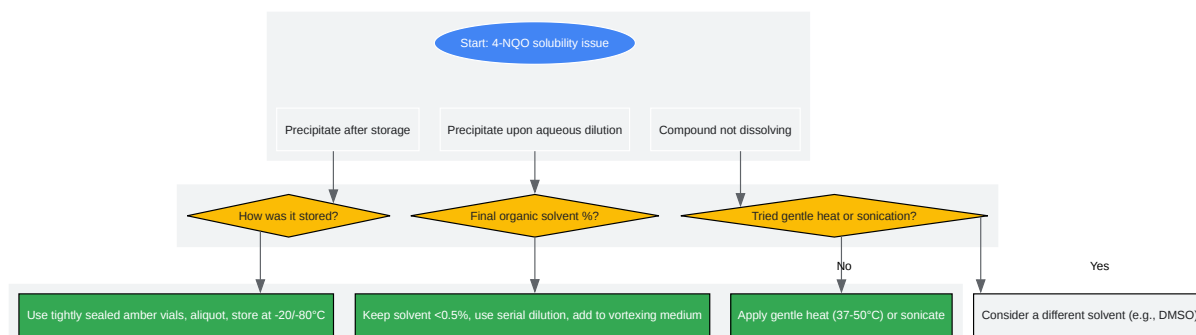 Start: 4-NQO solubility issue
Precipitate after storage
Precipitate upon aqueous dilution
Compound not dissolving
How was it stored?
Final organic solvent %?
Tried gentle heat or sonication?
No
Yes
Use tightly sealed amber vials, aliquot, store at -20/-80°C
Keep solvent <0.5%, use serial dilution, add to vortexing medium
Apply gentle heat (37-50°C) or sonicate
Consider a different solvent (e.g., DMSO)